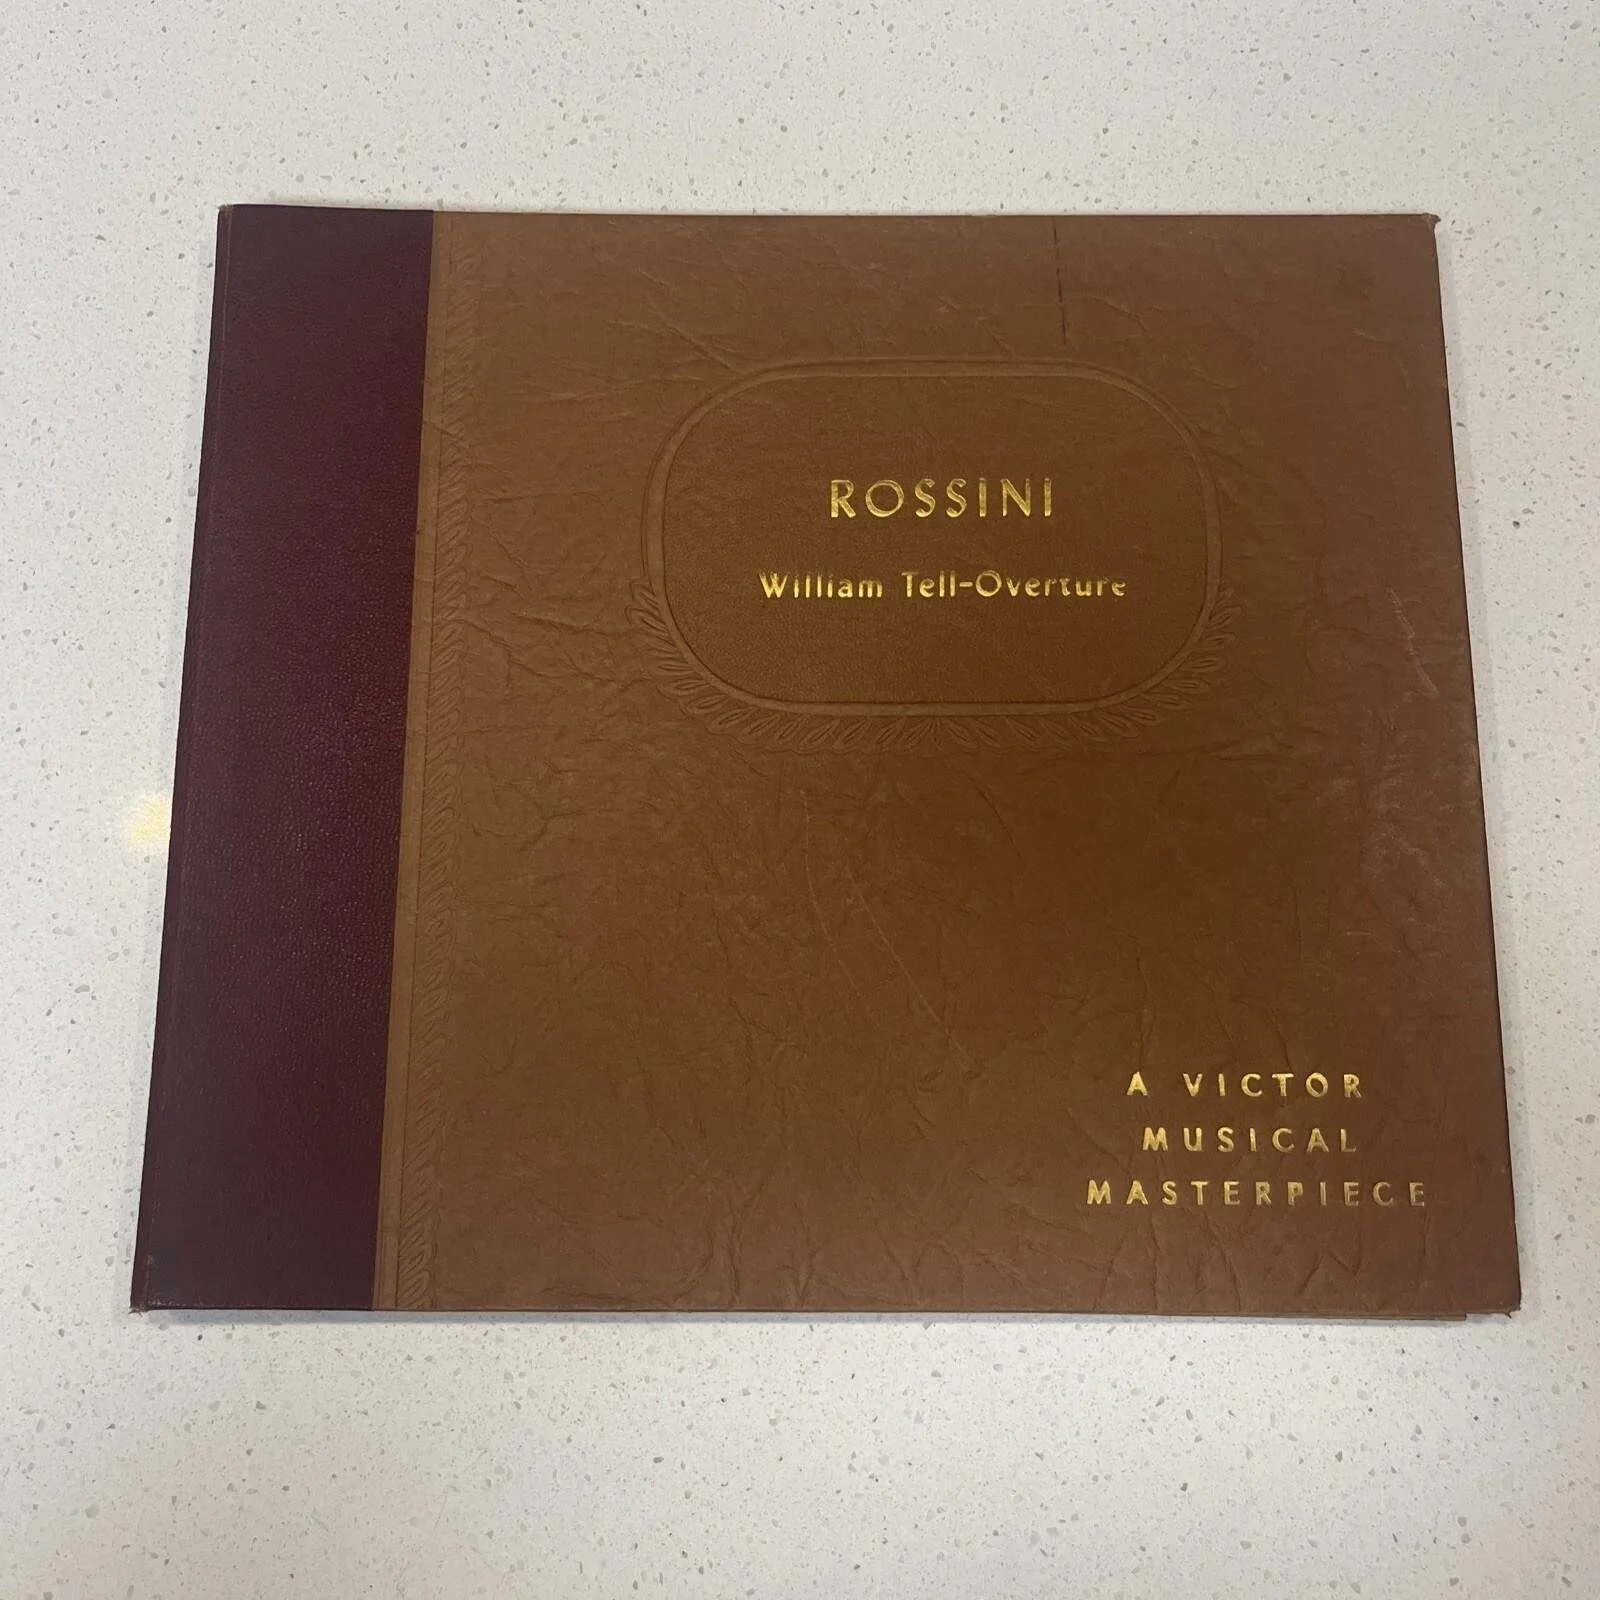 ROSSINI
William Tell-Overture
A VICTOR
MUSICAL
MASTERPIECE